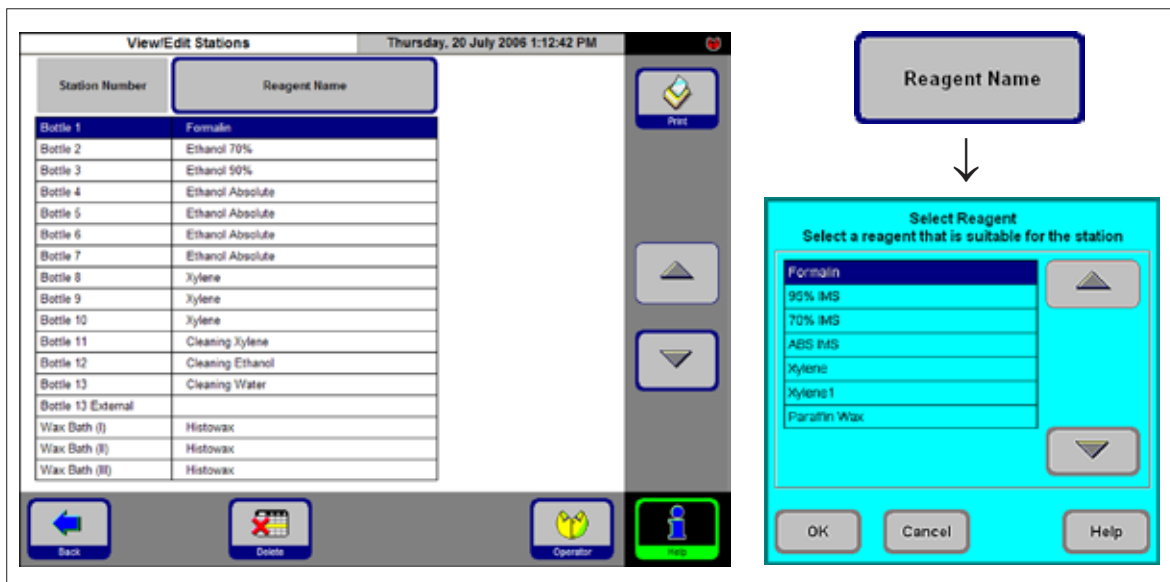 View/Edit Stations Thursday, 20 July 2006 1:12:42 PM
Station Number Reagent Name
Bottle 1 Formalin
Bottle 2 Ethanol 70%
Bottle 3 Ethanol 90%
Bottle 4 Ethanol Absolute
Bottle 5 Ethanol Absolute
Bottle 6 Ethanol Absolute
Bottle 7 Ethanol Absolute
Bottle 8 Xylene
Bottle 9 Xylene
Bottle 10 Xylene
Bottle 11 Cleaning Xylene
Bottle 12 Cleaning Ethanol
Bottle 13 Cleaning Water
Bottle 13 External
Wax Bath (I) Histowax
Wax Bath (II) Histowax
Wax Bath (III) Histowax
Print
Back Delete Operator Help
Reagent Name
Select Reagent
Select a reagent that is suitable for the station
Formalin
95% IMS
70% IMS
ABS IMS
Xylene
Xylene1
Paraffin Wax
OK Cancel Help